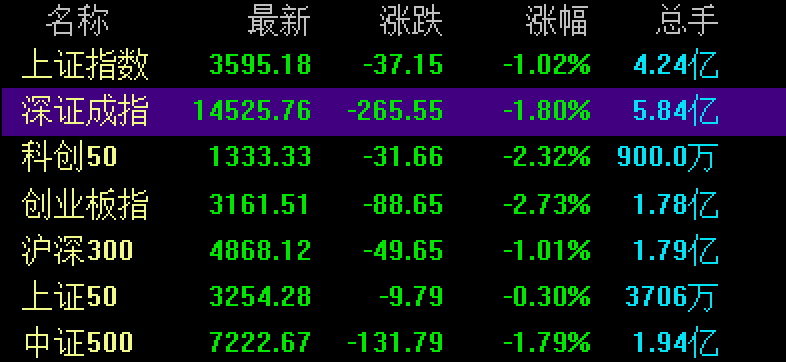 名称 最新 涨跌 涨幅 总手
上证指数 3595.18 -37.15 -1.02% 4.24亿
深证成指 14525.76 -265.55 -1.80% 5.84亿
科创50 1333.33 -31.66 -2.32% 900.0万
创业板指 3161.51 -88.65 -2.73% 1.78亿
沪深300 4868.12 -49.65 -1.01% 1.79亿
上证50 3254.28 -9.79 -0.30% 3706万
中证500 7222.67 -131.79 -1.79% 1.94亿